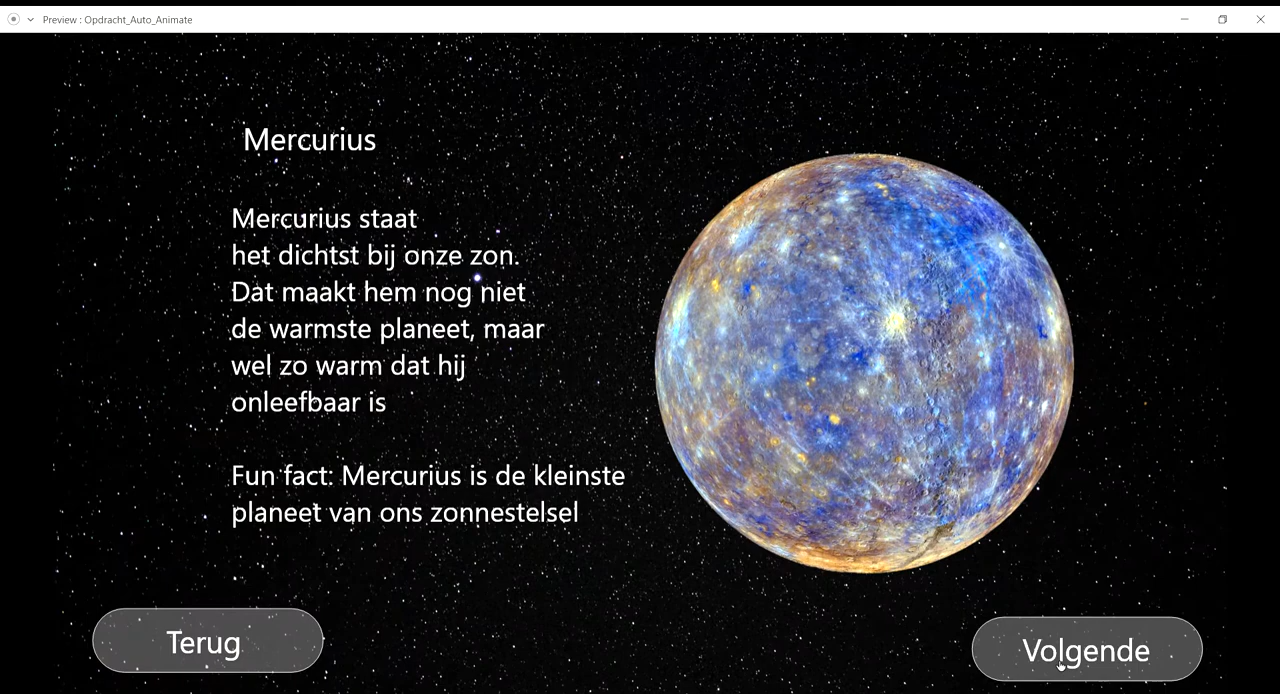 Preview : Opdracht_Auto_Animate
Mercurius
Mercurius staat
het dichtst bij onze zon.
Dat maakt hem nog niet
de warmste planeet, maar
wel zo warm dat hij
onleefbaar is
Fun fact: Mercurius is de kleinste
planeet van ons zonnestelsel
Terug
Volgende